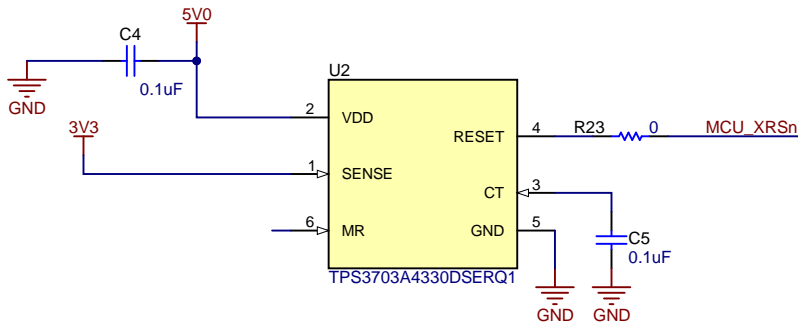 5V0
C4
0.1uF
GND
U2
2 VDD
3V3
RESET 4 R23 0 MCU_XRSn
1 SENSE
CT 3
6 MR
GND 5
C5
0.1uF
TPS3703A4330DSERQ1
GND GND